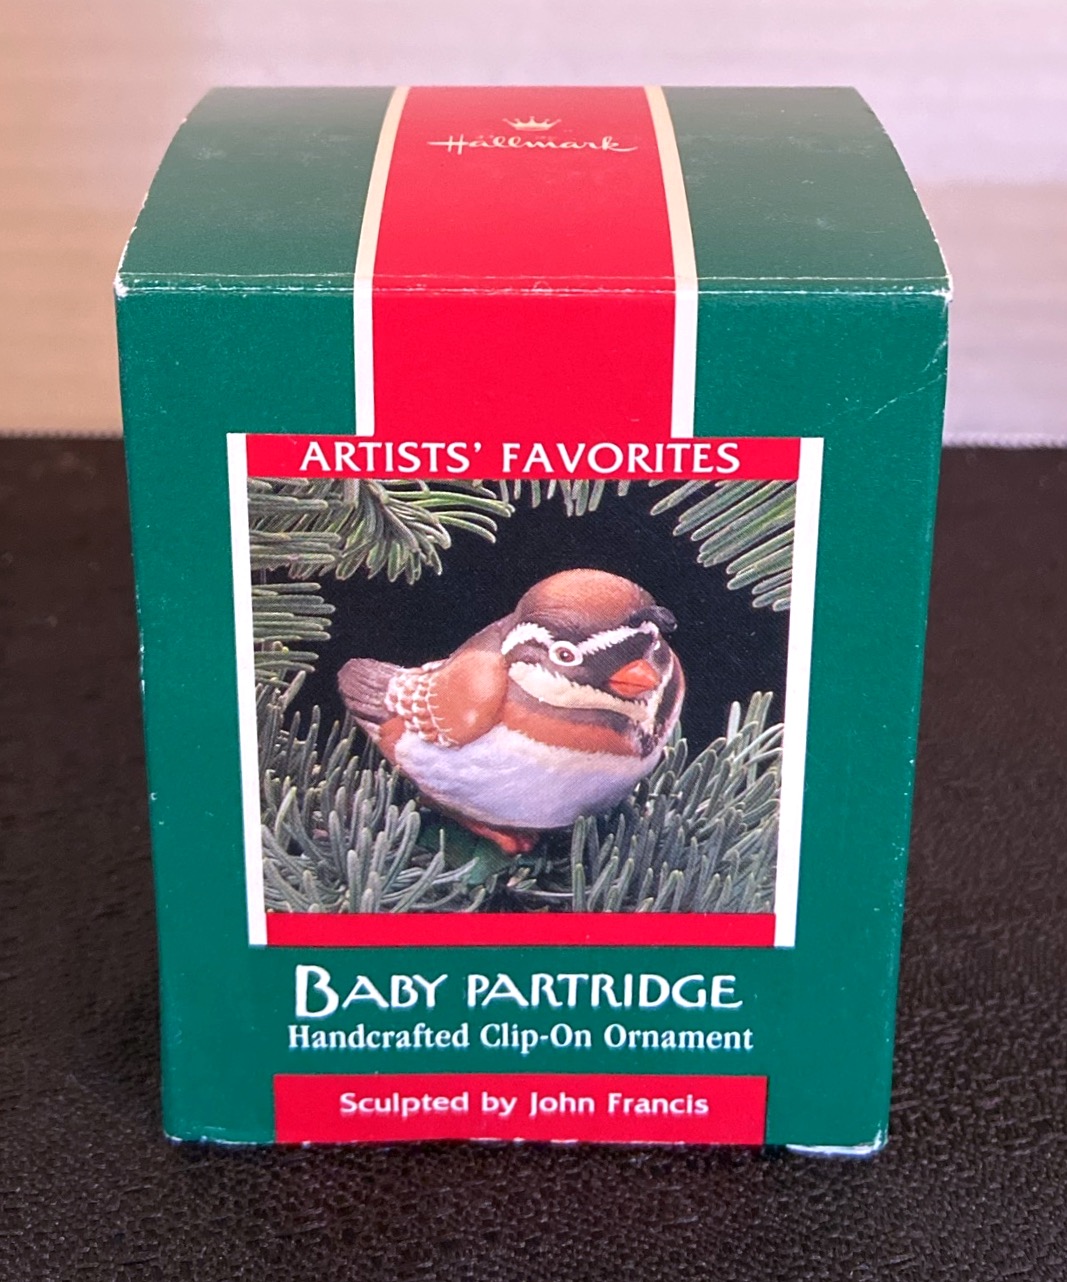 Hallmark
ARTISTS' FAVORITES
BABY PARTRIDGE
Handcrafted Clip-On Ornament
Sculpted by John Francis